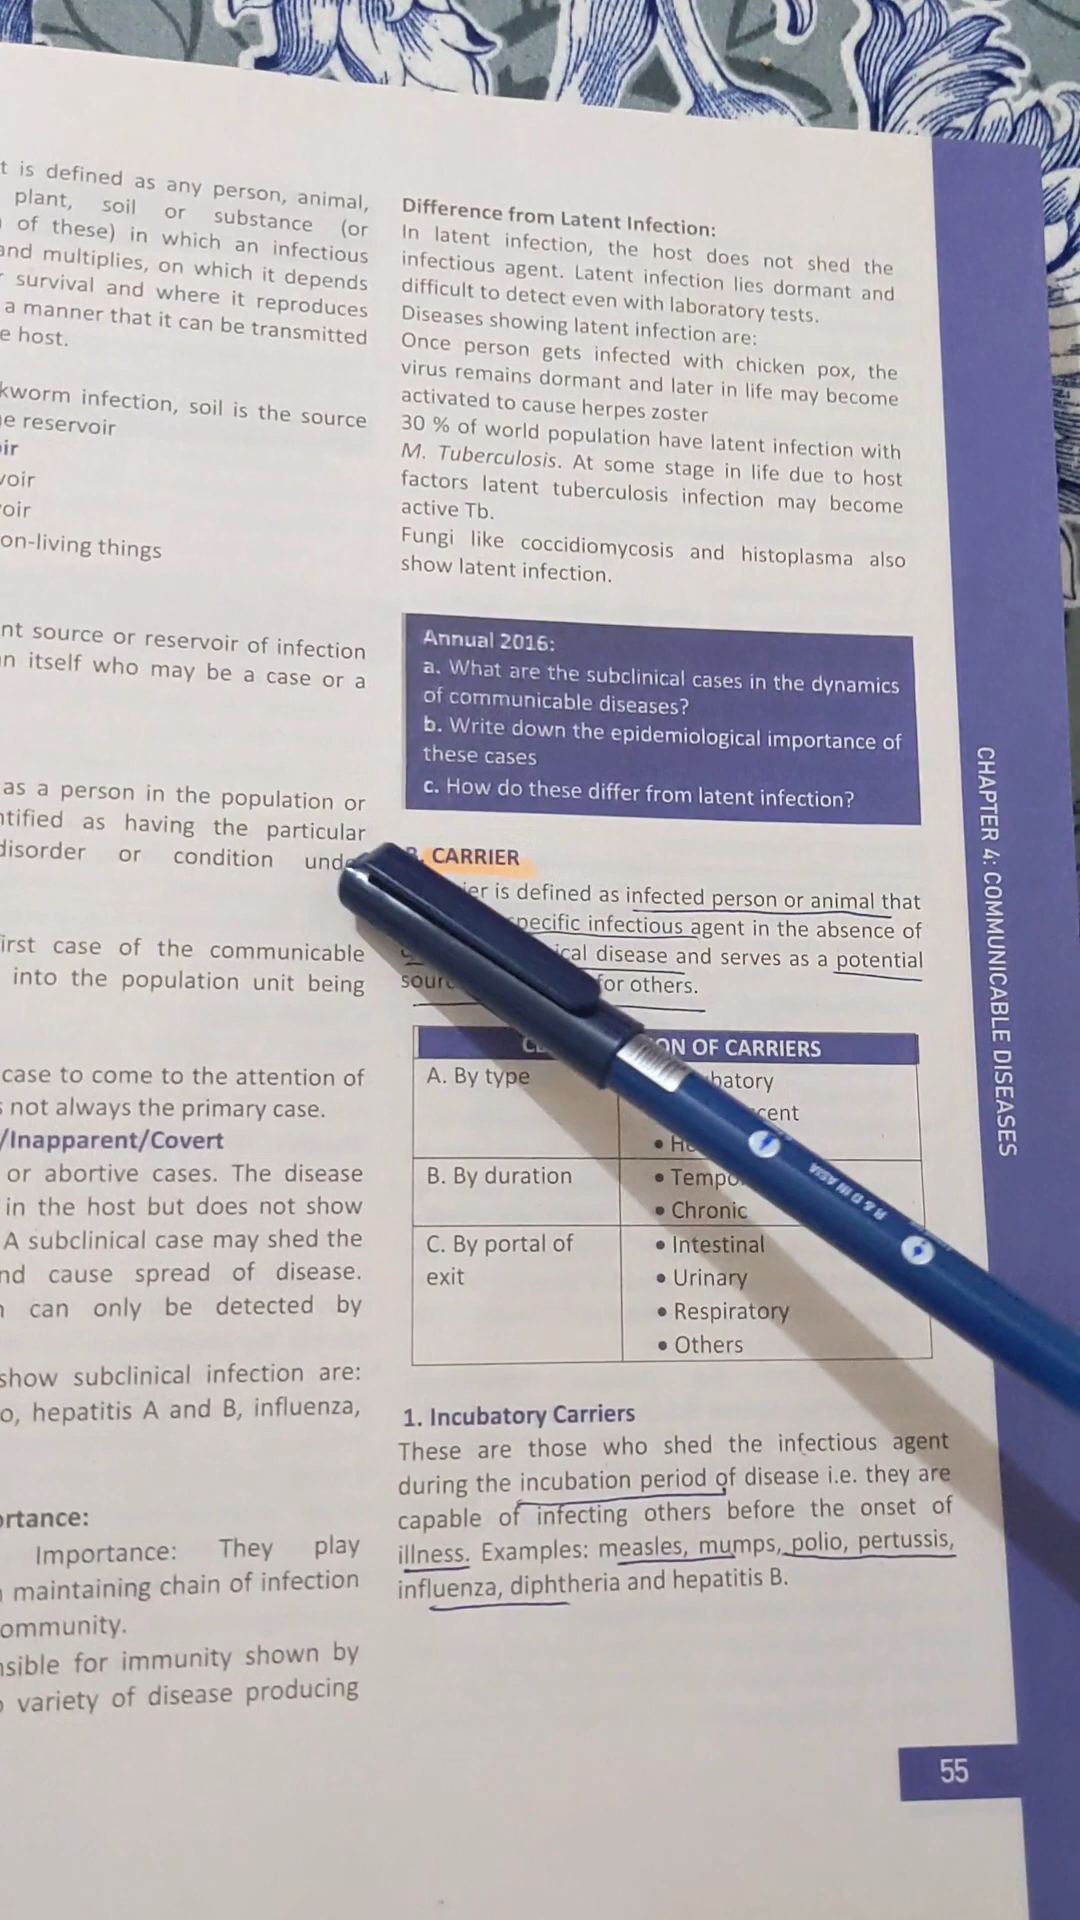 t is defined as any person, animal,
plant, soil or substance (or
of these) in which an infectious
and multiplies, on which it depends
survival and where it reproduces
a manner that it can be transmitted
e host.
kworm infection, soil is the source
e reservoir
ir
voir
oir
on-living things
nt source or reservoir of infection
n itself who may be a case or a
as a person in the population or
ntified as having the particular
disorder or condition unde
irst case of the communicable
into the population unit being
case to come to the attention of
s not always the primary case.
/Inapparent/Covert
or abortive cases. The disease
in the host but does not show
A subclinical case may shed the
nd cause spread of disease.
can only be detected by
show subclinical infection are:
o, hepatitis A and B, influenza,
ortance:
Importance: They play
maintaining chain of infection
ommunity.
nsible for immunity shown by
variety of disease producing
Difference from Latent Infection:
In latent infection, the host does not shed the
infectious agent. Latent infection lies dormant and
difficult to detect even with laboratory tests.
Diseases showing latent infection are:
Once person gets infected with chicken pox, the
virus remains dormant and later in life may become
activated to cause herpes zoster
30 % of world population have latent infection with
M. Tuberculosis. At some stage in life due to host
factors latent tuberculosis infection may become
active Tb.
Fungi like coccidiomycosis and histoplasma also
show latent infection.
Annual 2016:
a. What are the subclinical cases in the dynamics
of communicable diseases?
b. Write down the epidemiological importance of
these cases
c. How do these differ from latent infection?
CARRIER
ier is defined as infected person or animal that
pecific infectious agent in the absence of
ical disease and serves as a potential
sour for others.
ON OF CARRIERS
A. By type
batory
cent
B. By duration
• Tempo
• Chronic
C. By portal of
exit
• Intestinal
• Urinary
• Respiratory
• Others
1. Incubatory Carriers
These are those who shed the infectious agent
during the incubation period of disease i.e. they are
capable of infecting others before the onset of
illness. Examples: measles, mumps, polio, pertussis,
influenza, diphtheria and hepatitis B.
CHAPTER 4: COMMUNICABLE DISEASES
55
R & D IN ASIA